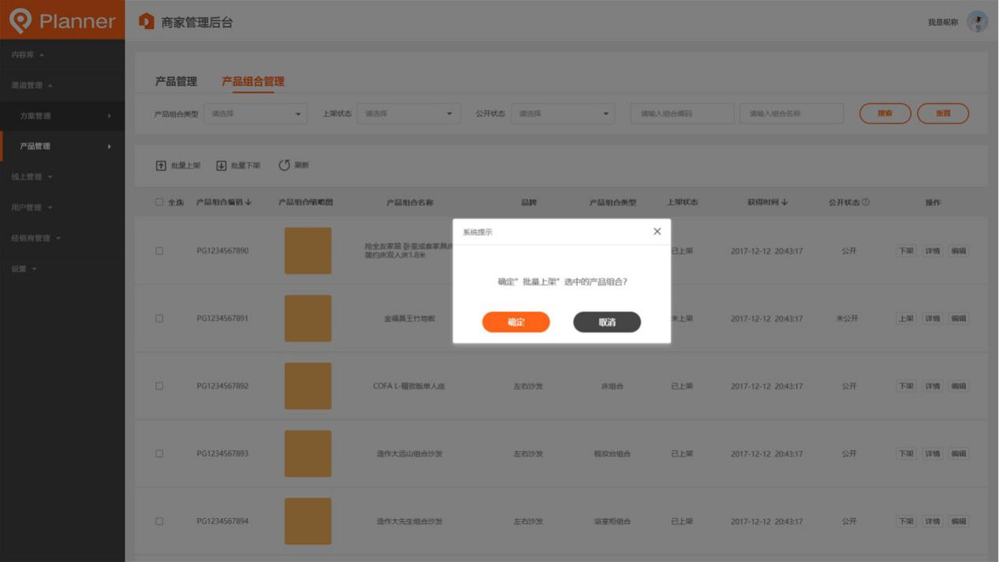 Planner
商家管理后台
我是昵称
内容库
渠道管理
方案管理
产品管理
线上管理
用户管理
经销商管理
设置
产品管理 产品组合管理
产品组合类型 请选择 上架状态 请选择 公开状态 请选择 请输入组合编码 请输入组合名称 搜索 重置
批量上架 批量下架 刷新
全选 产品组合编码 产品组合缩略图 产品组合名称 品牌 产品组合类型 上架状态 获得时间 公开状态 操作
PG1234567890 拾全友家居 卧室成套家具床
简约床双人床1.8米 已上架 2017-12-12 20:43:17 公开 下架 详情 编辑
系统提示
确定"批量上架"选中的产品组合?
确定 取消
PG1234567891 金福昌王竹地板 未上架 2017-12-12 20:43:17 未公开 上架 详情 编辑
PG1234567892 COFA L-精致版单人座 左右沙发 床组合 已上架 2017-12-12 20:43:17 公开 下架 详情 编辑
PG1234567893 造作大远山组合沙发 左右沙发 梳妆台组合 已上架 2017-12-12 20:43:17 公开 下架 详情 编辑
PG1234567894 造作大先生组合沙发 左右沙发 浴室柜组合 已上架 2017-12-12 20:43:17 公开 下架 详情 编辑